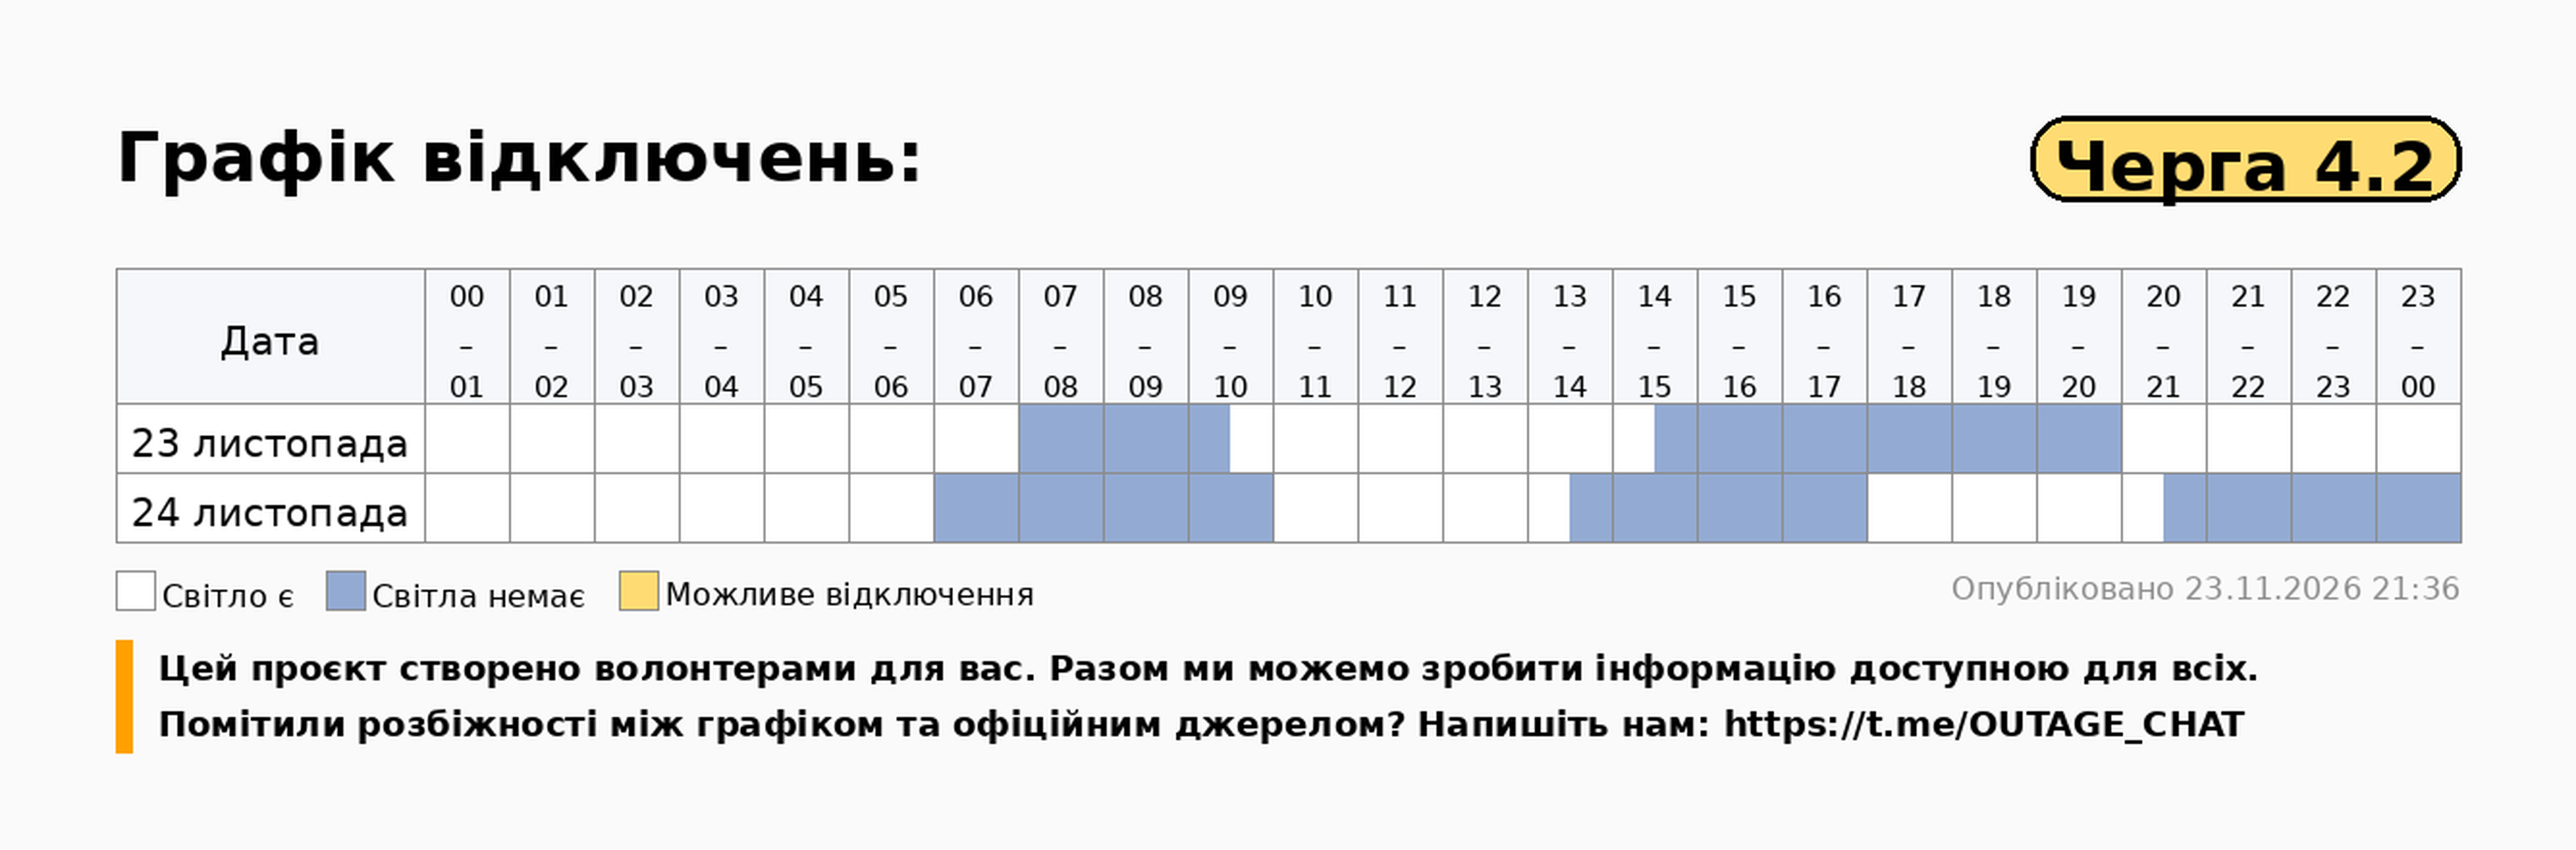 Графік відключень:
Черга 4.2
Дата
00 – 01
01 – 02
02 – 03
03 – 04
04 – 05
05 – 06
06 – 07
07 – 08
08 – 09
09 – 10
10 – 11
11 – 12
12 – 13
13 – 14
14 – 15
15 – 16
16 – 17
17 – 18
18 – 19
19 – 20
20 – 21
21 – 22
22 – 23
23 – 00
23 листопада
24 листопада
Світло є
Світла немає
Можливе відключення
Опубліковано 23.11.2026 21:36
Цей проєкт створено волонтерами для вас. Разом ми можемо зробити інформацію доступною для всіх.
Помітили розбіжності між графіком та офіційним джерелом? Напишіть нам: https://t.me/OUTAGE_CHAT